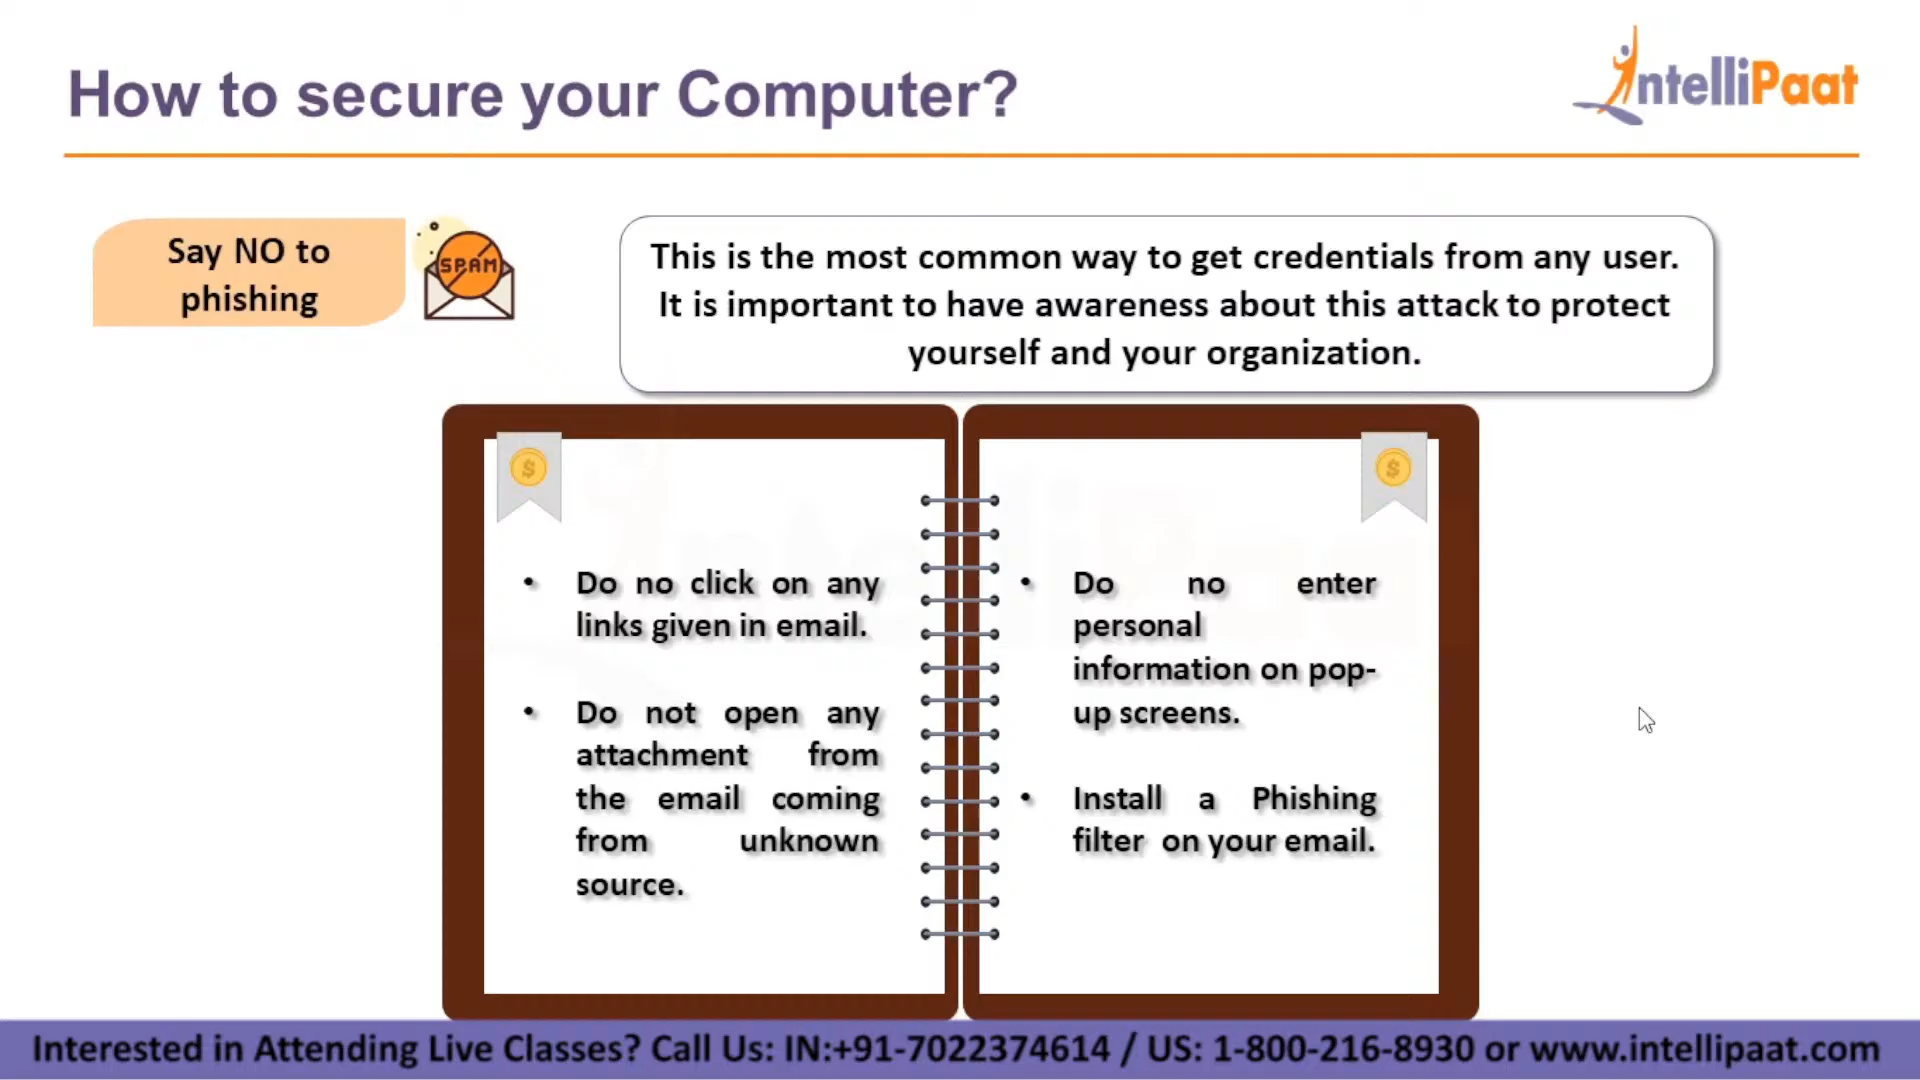 How to secure your Computer?
IntelliPaat
Say NO to
phishing
SPAM
This is the most common way to get credentials from any user.
It is important to have awareness about this attack to protect
yourself and your organization.
$
$
• Do no click on any
links given in email.
• Do not open any
attachment from
the email coming
from unknown
source.
• Do no enter
personal
information on pop-
up screens.
• Install a Phishing
filter on your email.
Interested in Attending Live Classes? Call Us: IN:+91-7022374614 / US: 1-800-216-8930 or www.intellipaat.com